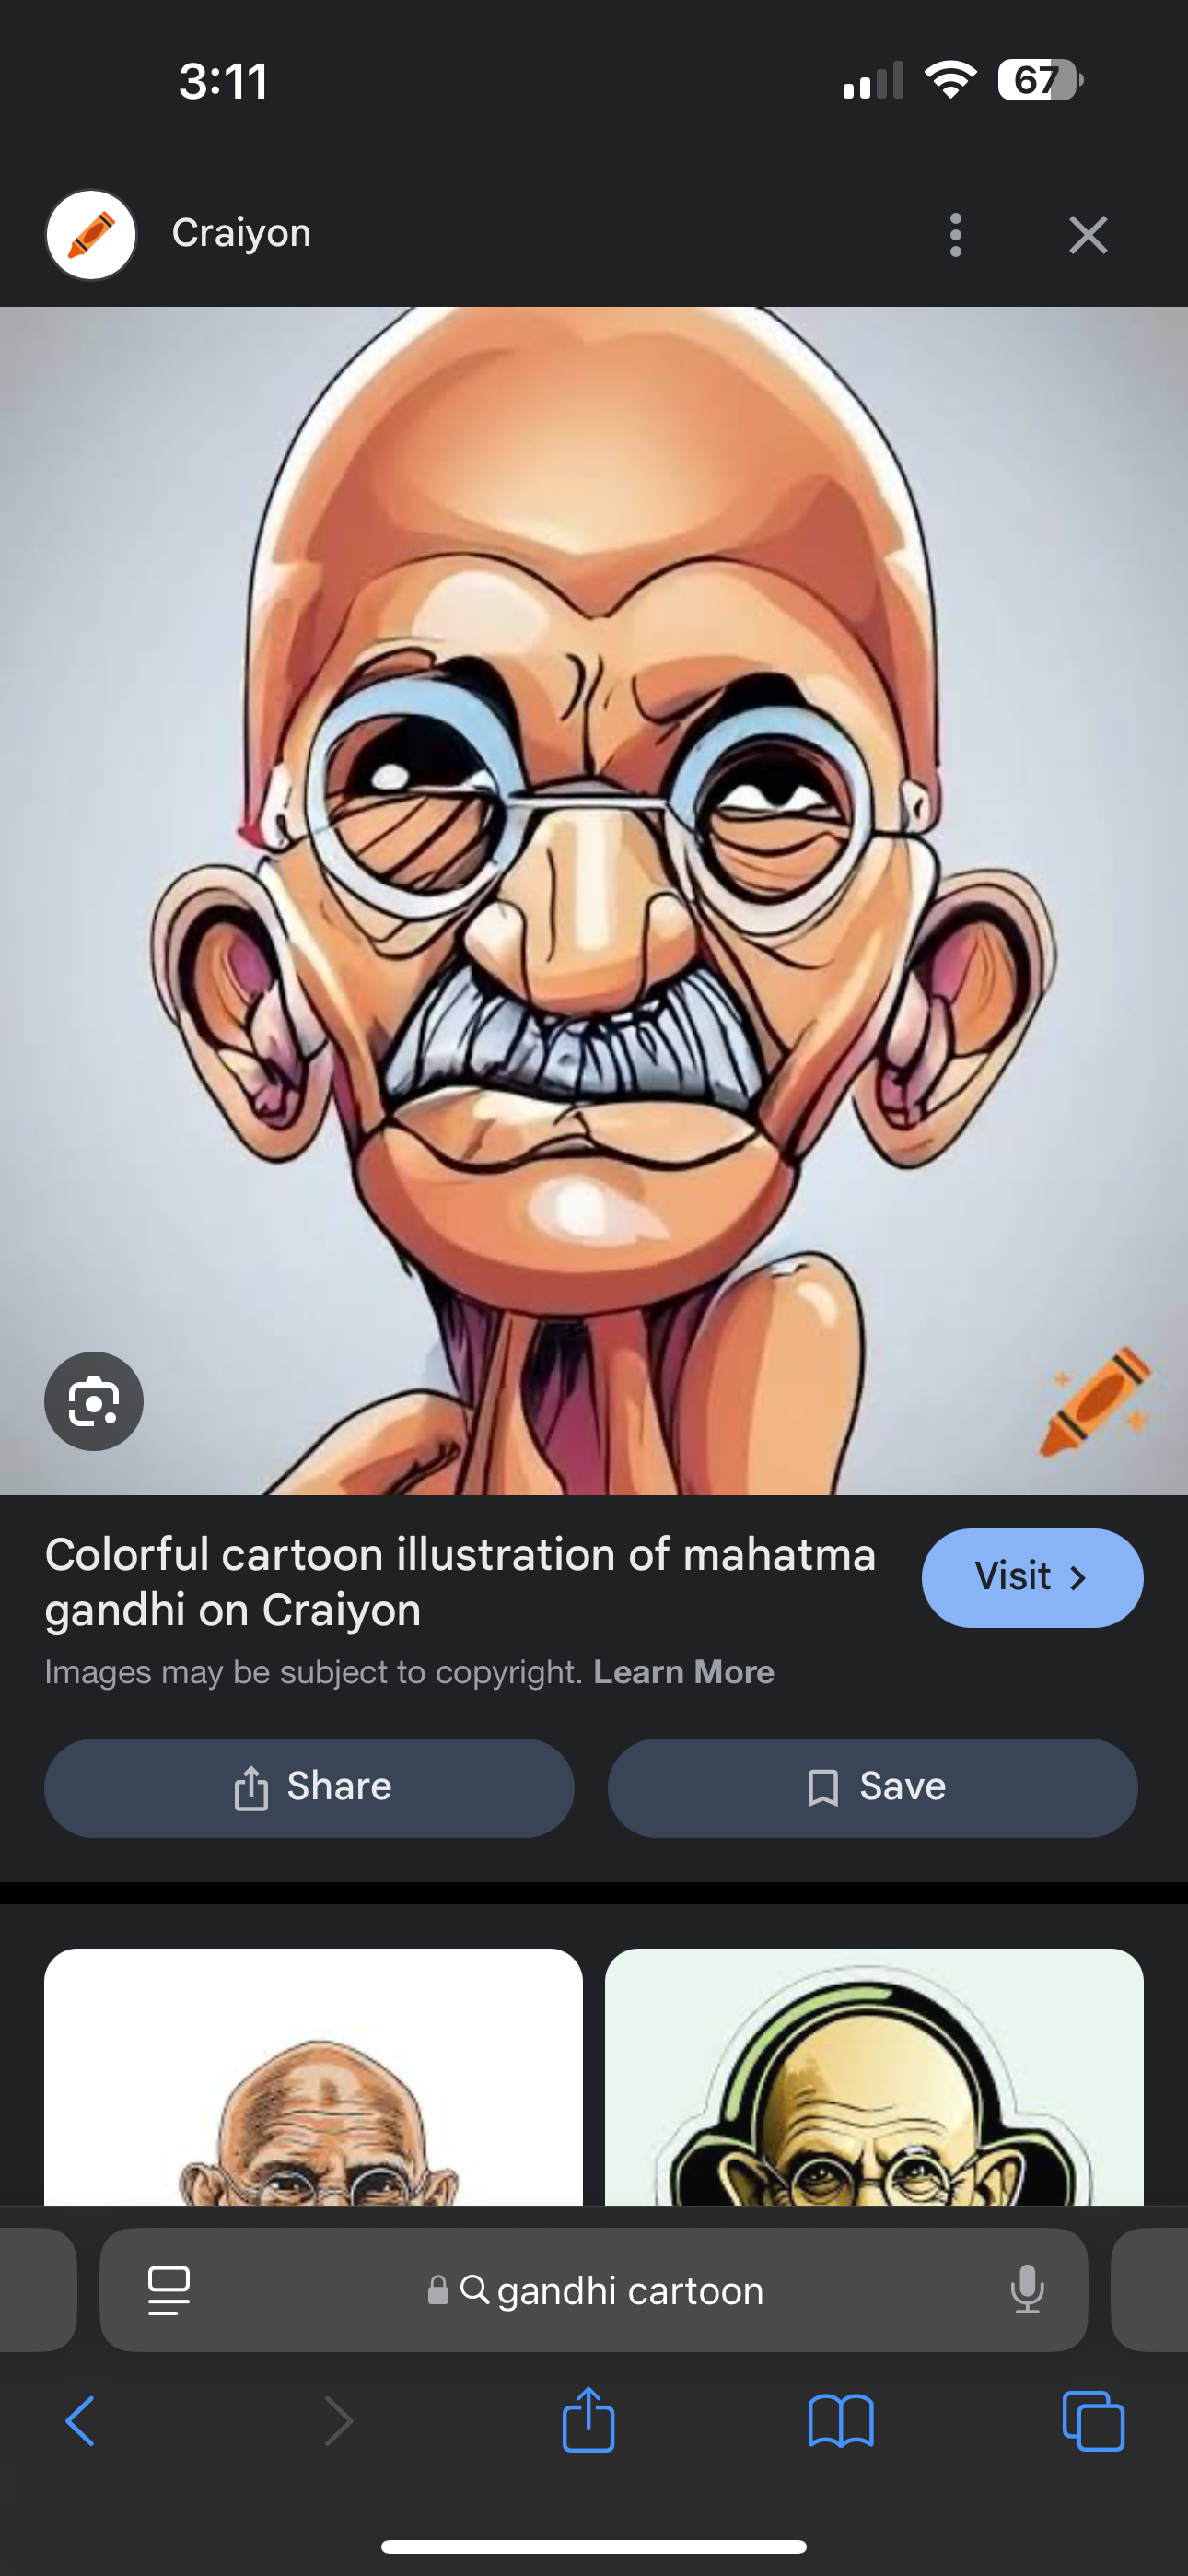 3:11
67
Craiyon
Colorful cartoon illustration of mahatma
gandhi on Craiyon
Visit
Images may be subject to copyright. Learn More
Share
Save
gandhi cartoon